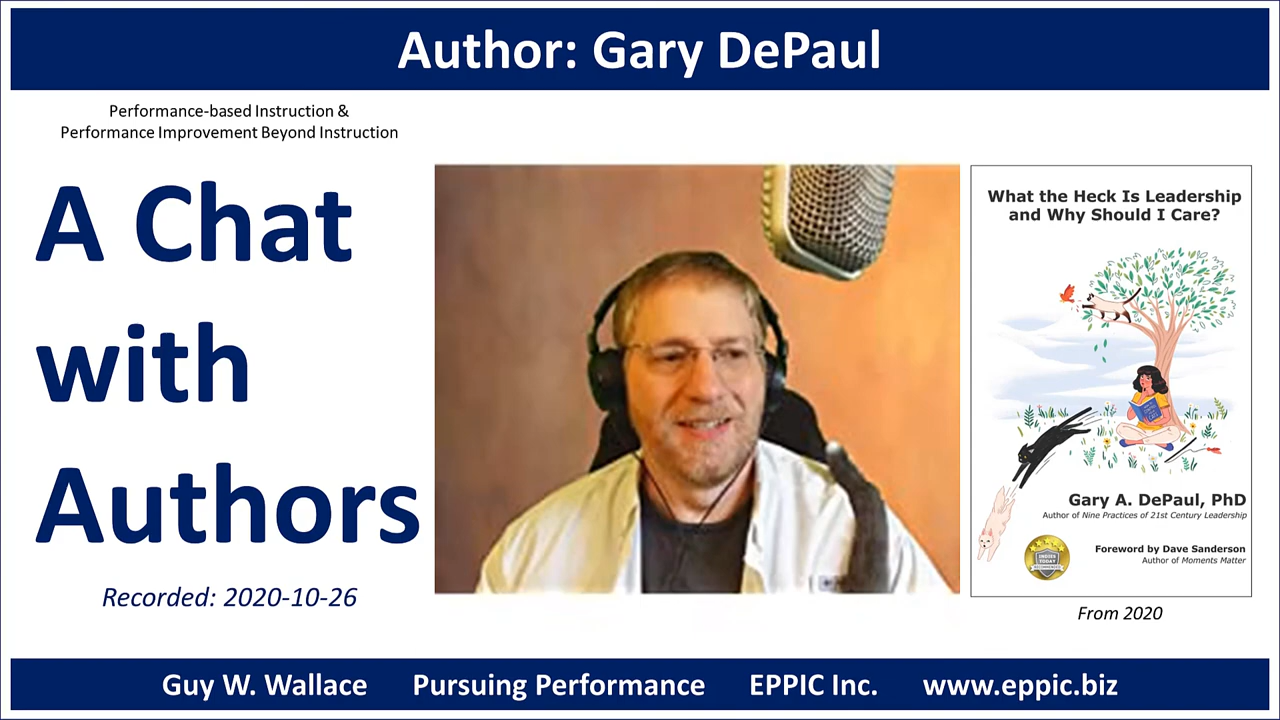 Author: Gary DePaul
Performance-based Instruction &
Performance Improvement Beyond Instruction
A Chat
with
Authors
Recorded: 2020-10-26
What the Heck Is Leadership
and Why Should I Care?
Gary A. DePaul, PhD
Author of Nine Practices of 21st Century Leadership
Foreword by Dave Sanderson
Author of Moments Matter
From 2020
Guy W. Wallace Pursuing Performance EPPIC Inc. www.eppic.biz